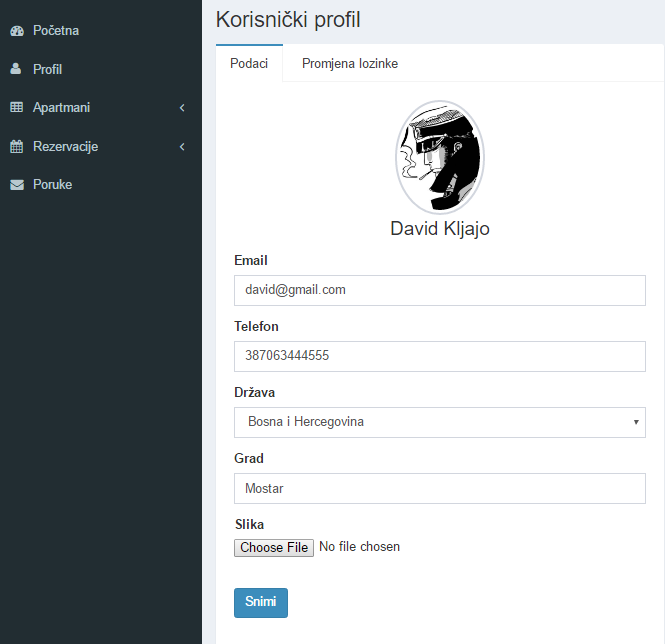 Početna
Profil
Apartmani
Rezervacije
Poruke
Korisnički profil
Podaci
Promjena lozinke
David Kljajo
Email
david@gmail.com
Telefon
387063444555
Država
Bosna i Hercegovina
Grad
Mostar
Slika
Choose File No file chosen
Snimi